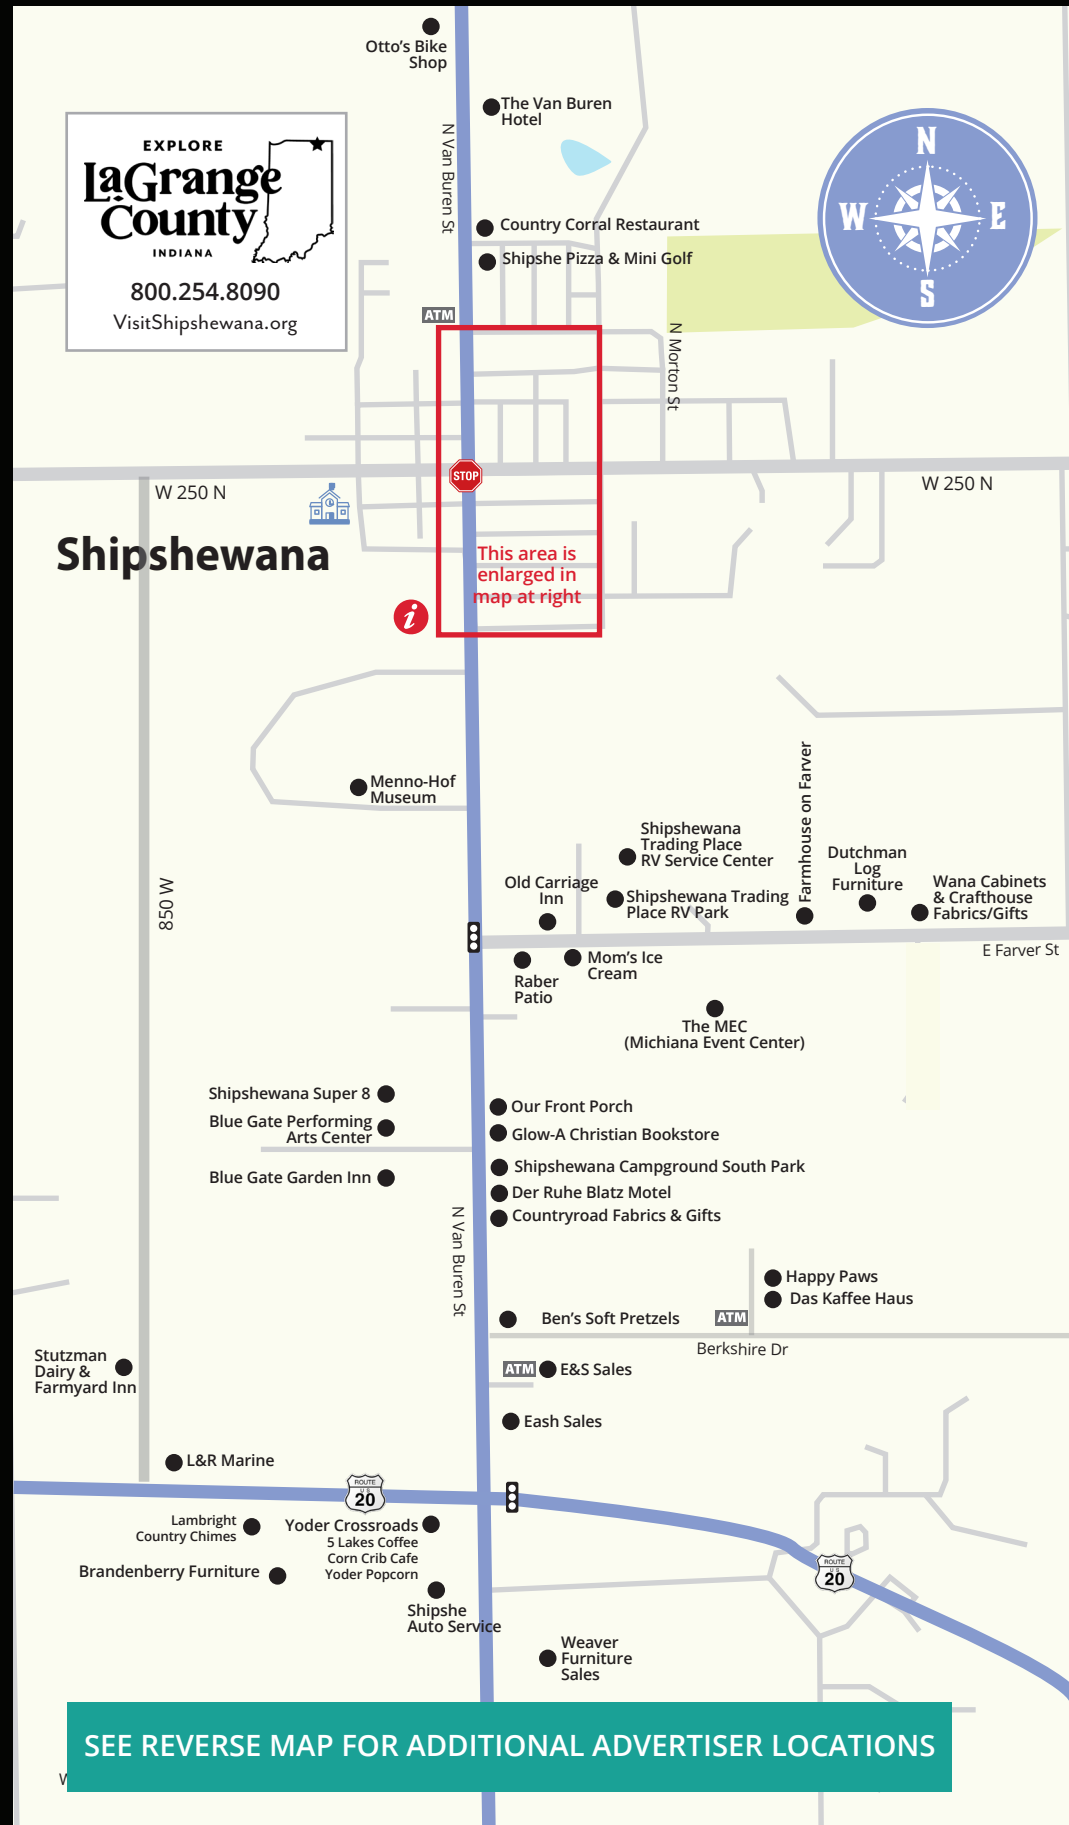 Otto's Bike
Shop
The Van Buren
Hotel
N Van Buren St
EXPLORE
LaGrange
County
INDIANA
800.254.8090
VisitShipshewana.org
N
W
E
S
Country Corral Restaurant
Shipshe Pizza & Mini Golf
ATM
N Morton St
STOP
W 250 N
W 250 N
Shipshewana
This area is
enlarged in
map at right
i
Menno-Hof
Museum
850 W
Shipshewana
Trading Place
RV Service Center
Farmhouse on Farver
Dutchman
Log
Furniture
Old Carriage
Inn
Shipshewana Trading
Place RV Park
Wana Cabinets
& Crafthouse
Fabrics/Gifts
E Farver St
Raber
Patio
Mom's Ice
Cream
The MEC
(Michiana Event Center)
Shipshewana Super 8
Blue Gate Performing
Arts Center
Blue Gate Garden Inn
Our Front Porch
Glow-A Christian Bookstore
Shipshewana Campground South Park
Der Ruhe Blatz Motel
Countryroad Fabrics & Gifts
N Van Buren St
Happy Paws
Das Kaffee Haus
Ben's Soft Pretzels
ATM
Berkshire Dr
Stutzman
Dairy &
Farmyard Inn
ATM
E&S Sales
Eash Sales
L&R Marine
ROUTE
U S
20
Lambright
Country Chimes
Yoder Crossroads
5 Lakes Coffee
Corn Crib Cafe
Yoder Popcorn
Brandenberry Furniture
ROUTE
U S
20
Shipshe
Auto Service
Weaver
Furniture
Sales
SEE REVERSE MAP FOR ADDITIONAL ADVERTISER LOCATIONS